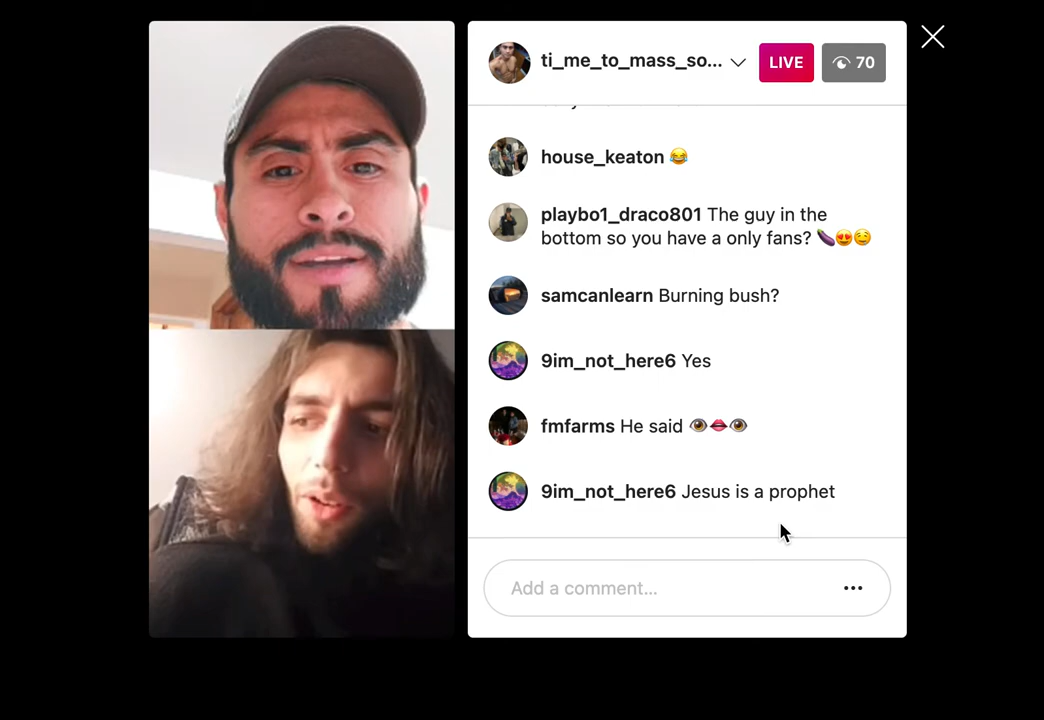 ti_me_to_mass_so...
LIVE
70
house_keaton 😂
playbo1_draco801 The guy in the
bottom so you have a only fans? 🍆😍☺️
samcanlearn Burning bush?
9im_not_here6 Yes
fmfarms He said 👁️👄👁️
9im_not_here6 Jesus is a prophet
Add a comment...